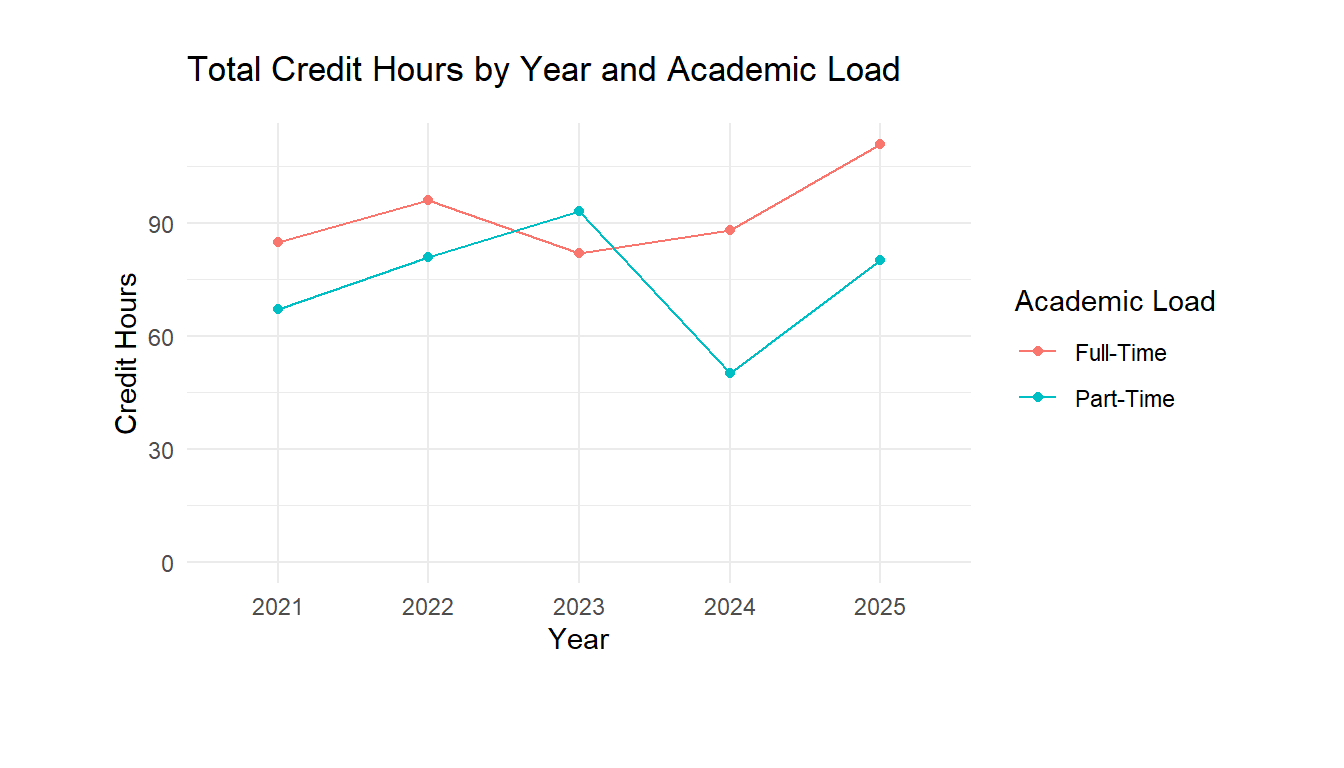 Total Credit Hours by Year and Academic Load
Credit Hours
90
60
30
0
2021 2022 2023 2024 2025
Year
Academic Load
Full-Time
Part-Time